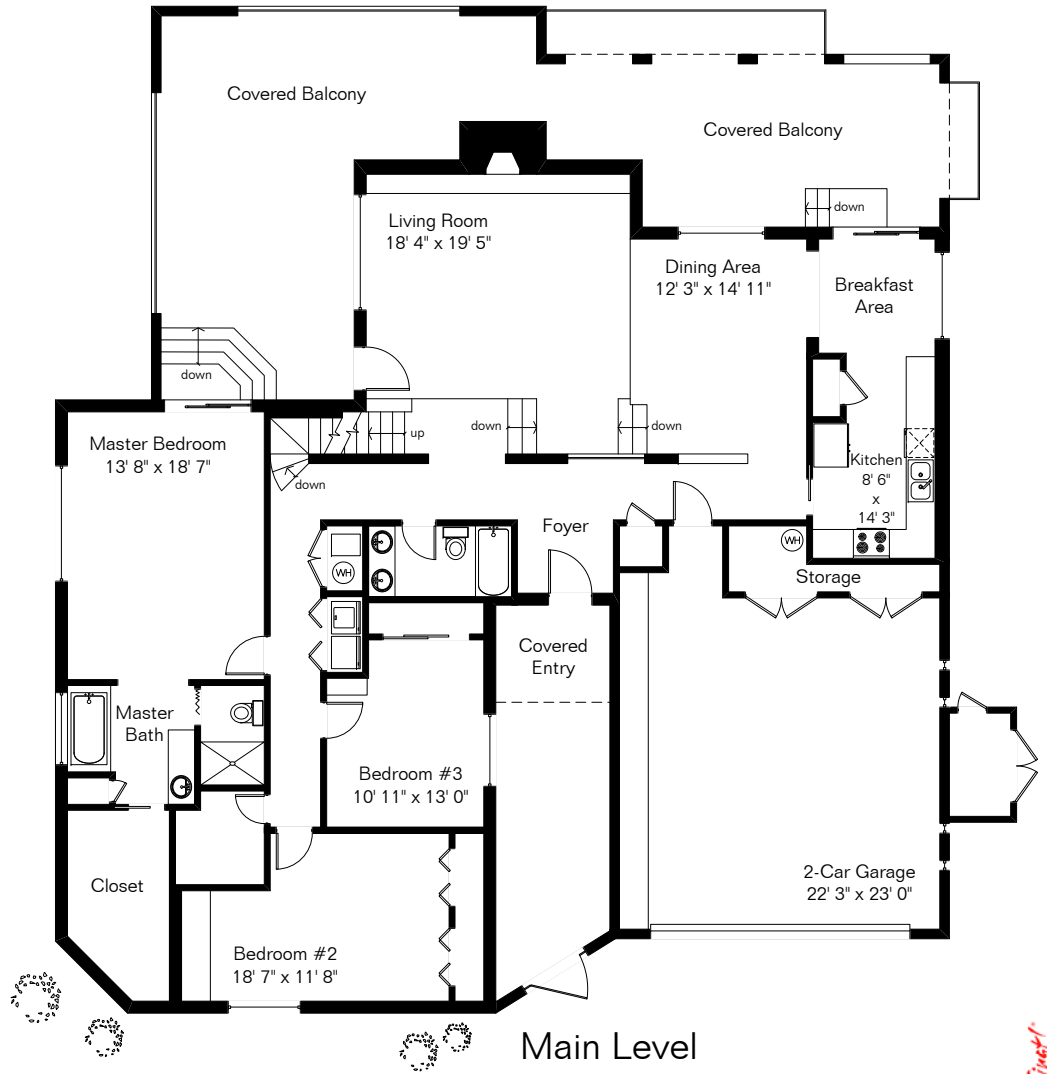 Covered Balcony
Covered Balcony
down
Living Room
18' 4" x 19' 5"
Dining Area
12' 3" x 14' 11"
Breakfast
Area
down
Master Bedroom
13' 8" x 18' 7"
up
down
down
down
Kitchen
8' 6"
x
14' 3"
Foyer
WH
WH
Storage
Covered
Entry
Master
Bath
Bedroom #3
10' 11" x 13' 0"
Closet
2-Car Garage
22' 3" x 23' 0"
Bedroom #2
18' 7" x 11' 8"
Main Level